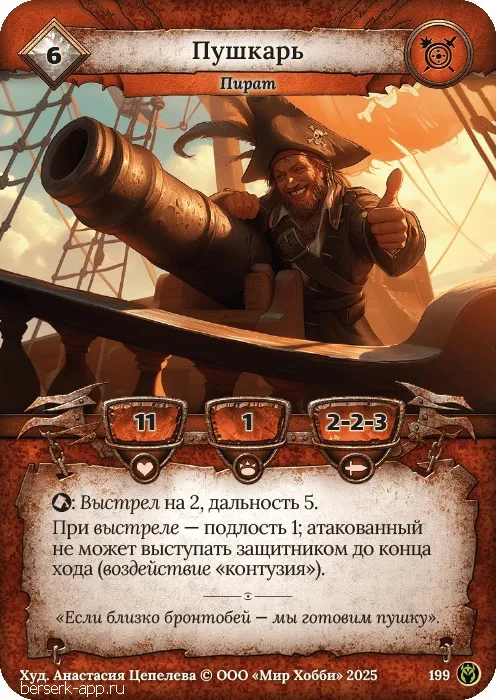 6
Пушкарь
Пират
11
1
2-2-3
: Выстрел на 2, дальность 5.
При выстреле — подлость 1; атакованный
не может выступать защитником до конца
хода (воздействие «контузия»).
«Если близко бронтобей — мы готовим пушку».
Худ. Анастасия Цепелева © ООО «Мир Хобби» 2025
199
berserk-app.ru